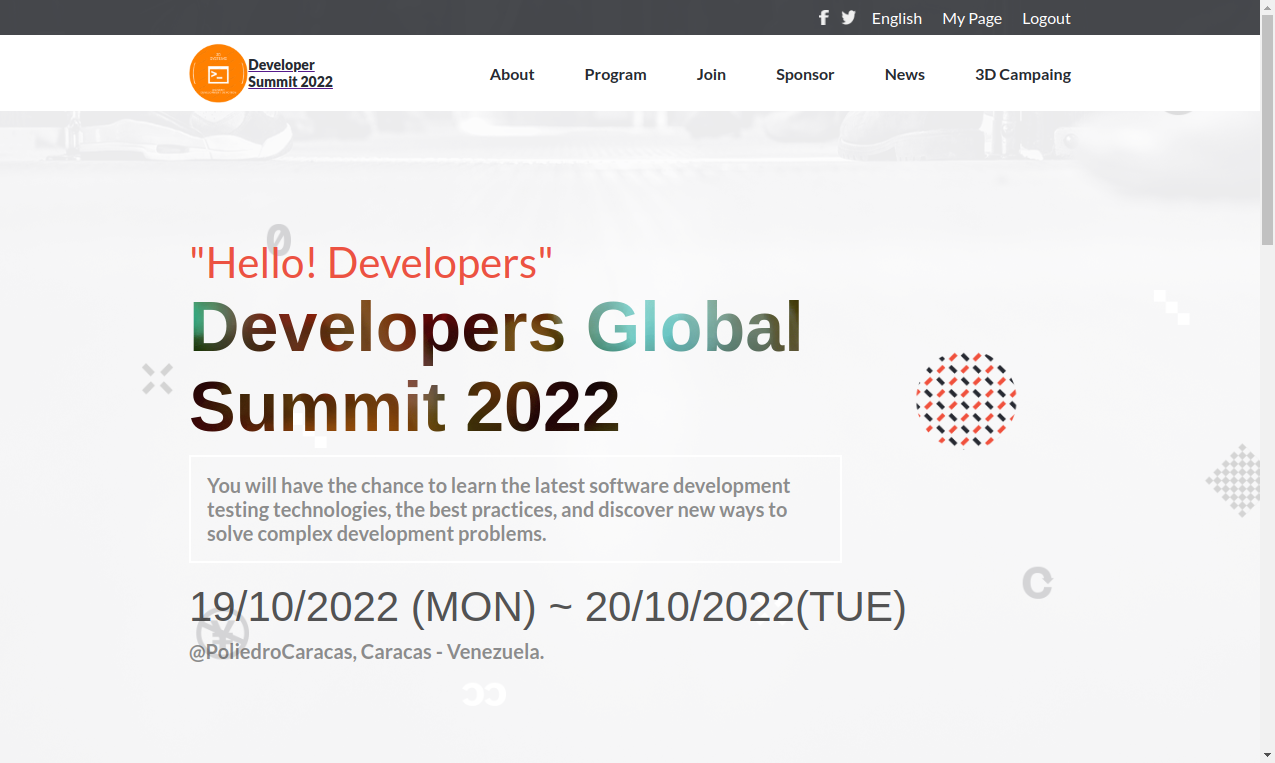 English My Page Logout
Developer
Summit 2022
About Program Join Sponsor News 3D Campaing
"Hello! Developers"
Developers Global
Summit 2022
You will have the chance to learn the latest software development
testing technologies, the best practices, and discover new ways to
solve complex development problems.
19/10/2022 (MON) ~ 20/10/2022(TUE)
@PoliedroCaracas, Caracas - Venezuela.